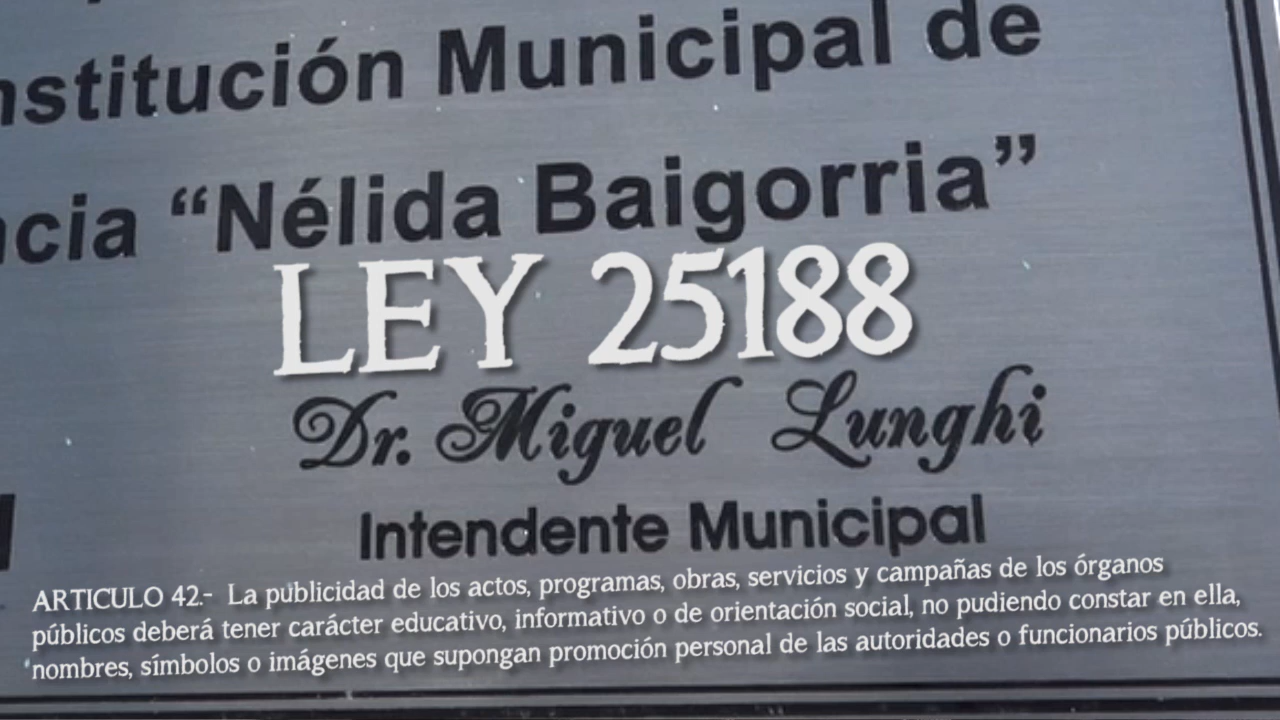 nstitución Municipal de
ncia “Nélida Baigorria”
LEY 25188
Dr. Miguel Lunghi
Intendente Municipal
ARTICULO 42.- La publicidad de los actos, programas, obras, servicios y campañas de los órganos
públicos deberá tener carácter educativo, informativo o de orientación social, no pudiendo constar en ella,
nombres, símbolos o imágenes que supongan promoción personal de las autoridades o funcionarios públicos.